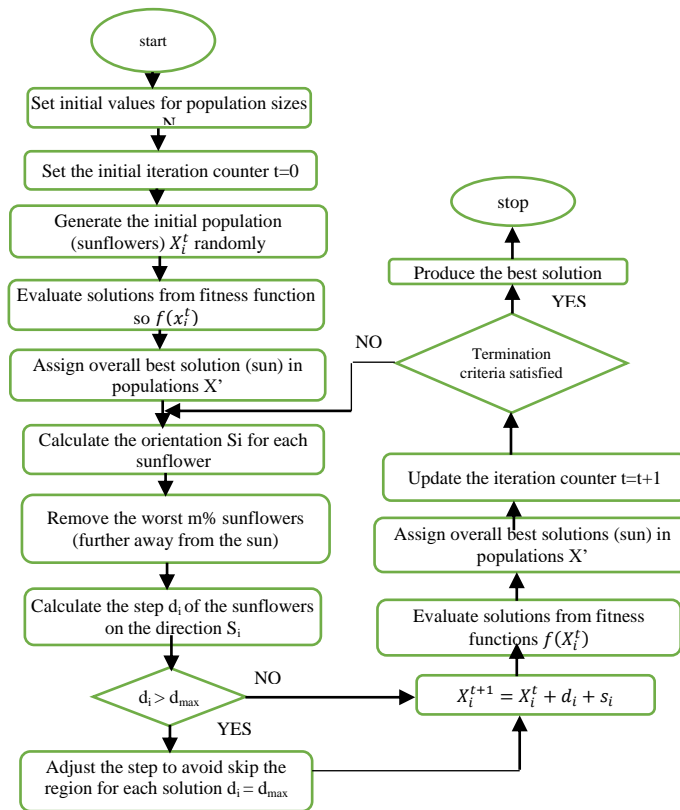 start
Set initial values for population sizes
N
Set the initial iteration counter t=0
Generate the initial population
(sunflowers) $X_i^t$ randomly
Evaluate solutions from fitness function
so $f(x_i^t)$
Assign overall best solution (sun) in
populations X'
Calculate the orientation Si for each
sunflower
Remove the worst m% sunflowers
(further away from the sun)
Calculate the step $d_i$ of the sunflowers
on the direction $S_i$
$d_i > d_{max}$
NO
YES
Adjust the step to avoid skip the
region for each solution $d_i = d_{max}$
$X_i^{t+1} = X_i^t + d_i + s_i$
Evaluate solutions from fitness
functions $f(X_i^t)$
Assign overall best solutions (sun) in
populations X'
Update the iteration counter t=t+1
Termination
criteria satisfied
NO
YES
Produce the best solution
stop